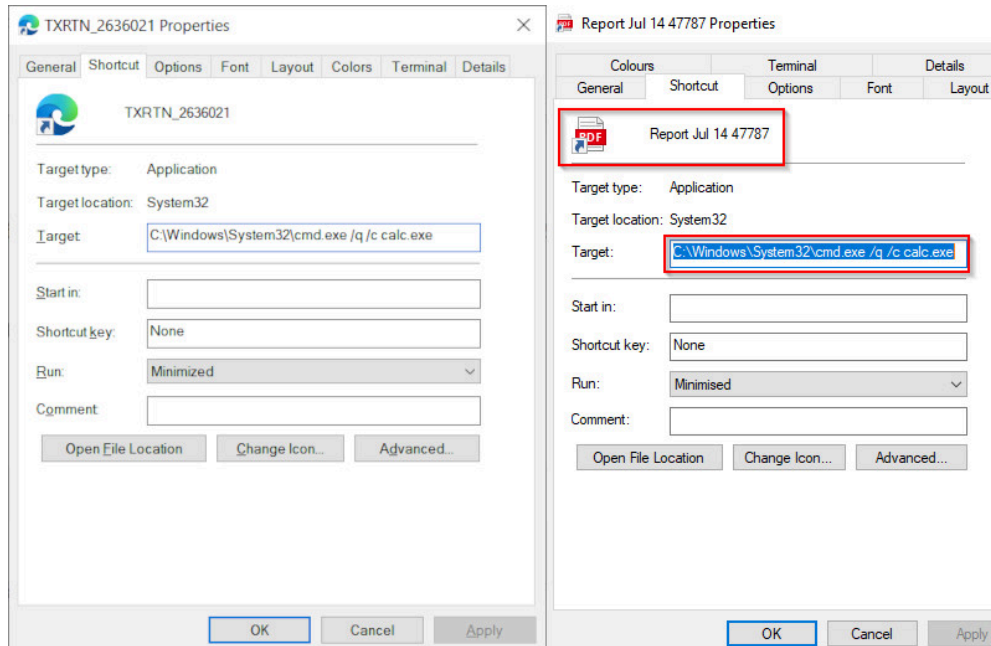 TXRTN_2636021 Properties
General Shortcut Options Font Layout Colors Terminal Details
TXRTN_2636021
Target type: Application
Target location: System32
Target: C:\Windows\System32\cmd.exe /q /c calc.exe
Start in:
Shortcut key: None
Run: Minimized
Comment:
Open File Location Change Icon... Advanced...
OK Cancel Apply
Report Jul 14 47787 Properties
Colours Terminal Details
General Shortcut Options Font Layout
PDF
Report Jul 14 47787
Target type: Application
Target location: System32
Target: C:\Windows\System32\cmd.exe /q /c calc.exe
Start in:
Shortcut key: None
Run: Minimised
Comment:
Open File Location Change Icon... Advanced...
OK Cancel Apply